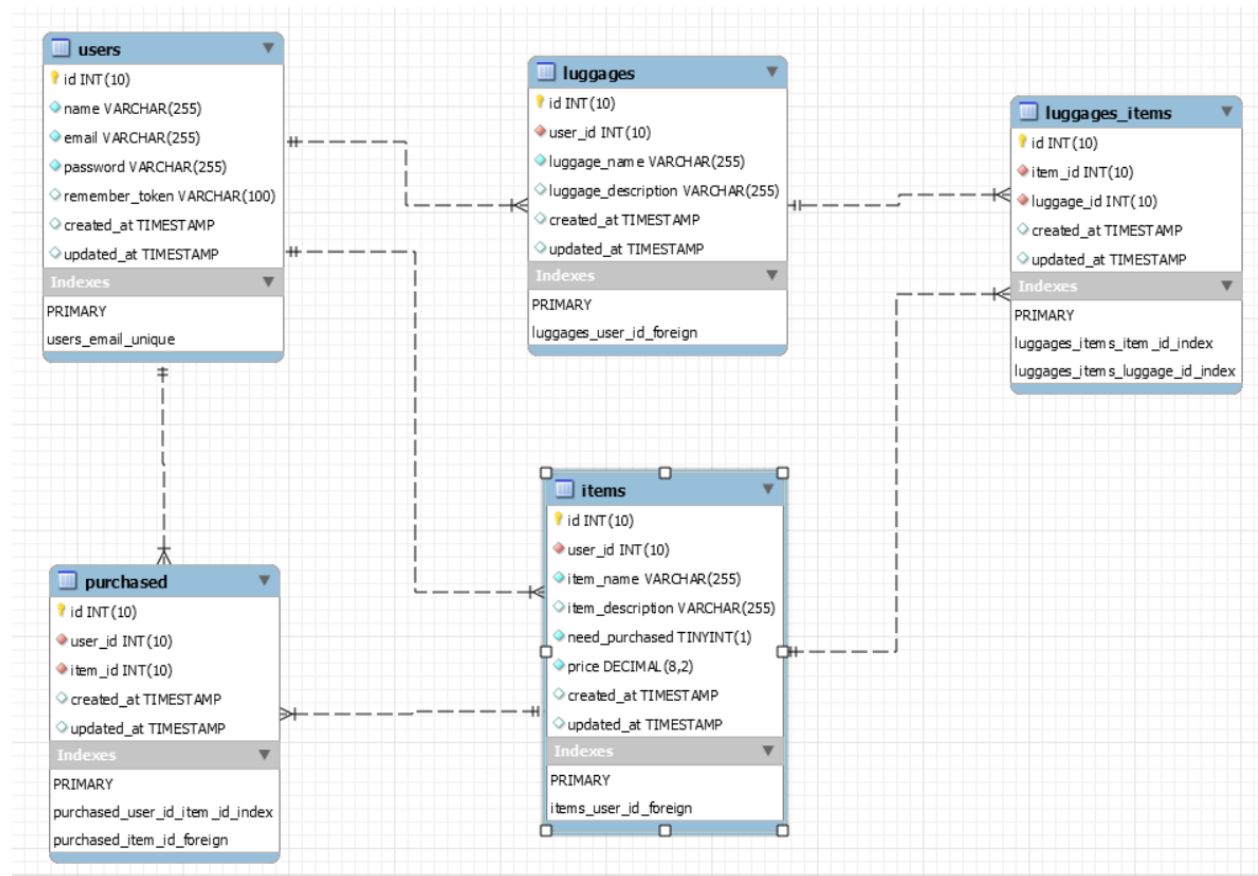 users
id INT(10)
name VARCHAR(255)
email VARCHAR(255)
password VARCHAR(255)
remember_token VARCHAR(100)
created_at TIMESTAMP
updated_at TIMESTAMP
Indexes
PRIMARY
users_email_unique
luggages
id INT(10)
user_id INT(10)
luggage_name VARCHAR(255)
luggage_description VARCHAR(255)
created_at TIMESTAMP
updated_at TIMESTAMP
Indexes
PRIMARY
luggages_user_id_foreign
luggages_items
id INT(10)
item_id INT(10)
luggage_id INT(10)
created_at TIMESTAMP
updated_at TIMESTAMP
Indexes
PRIMARY
luggages_items_item_id_index
luggages_items_luggage_id_index
purchased
id INT(10)
user_id INT(10)
item_id INT(10)
created_at TIMESTAMP
updated_at TIMESTAMP
Indexes
PRIMARY
purchased_user_id_item_id_index
purchased_item_id_foreign
items
id INT(10)
user_id INT(10)
item_name VARCHAR(255)
item_description VARCHAR(255)
need_purchased TINYINT(1)
price DECIMAL(8,2)
created_at TIMESTAMP
updated_at TIMESTAMP
Indexes
PRIMARY
items_user_id_foreign